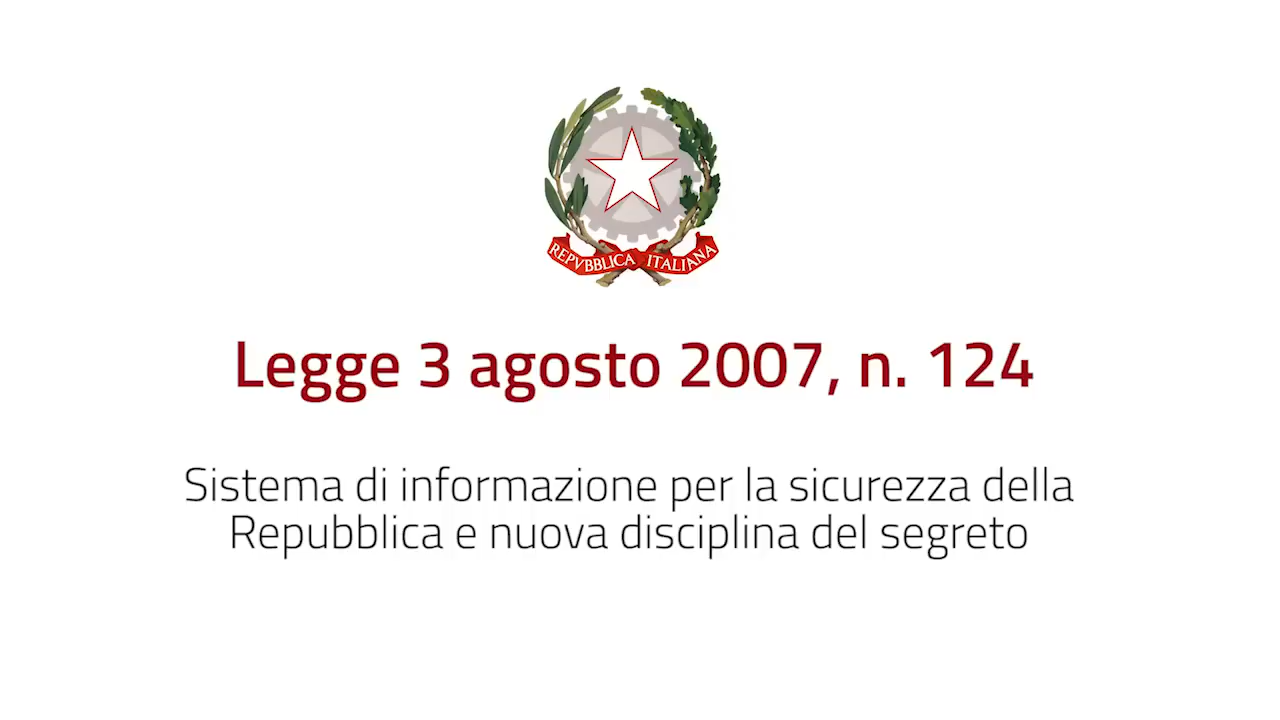 REPVBBLICA ITALIANA
Legge 3 agosto 2007, n. 124
Sistema di informazione per la sicurezza della
Repubblica e nuova disciplina del segreto